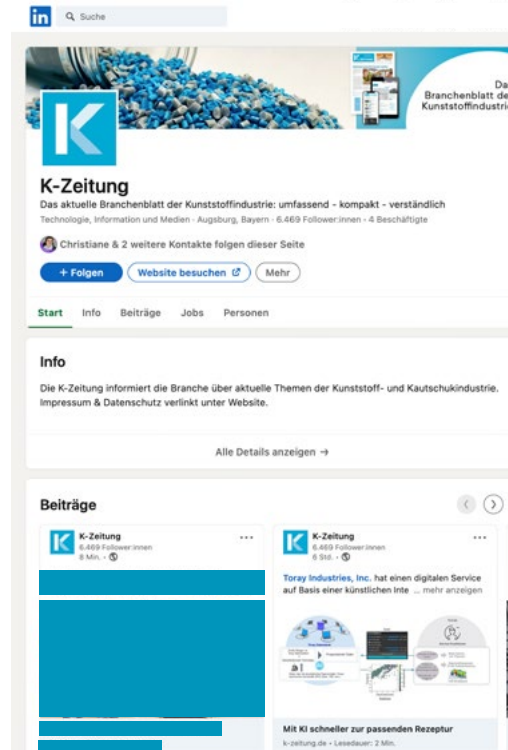 in
Suche
Da
Branchenblatt de
Kunststoffindustrie
K
K-Zeitung
Das aktuelle Branchenblatt der Kunststoffindustrie: umfassend – kompakt – verständlich
Technologie, Information und Medien · Augsburg, Bayern · 6.469 Follower:innen · 4 Beschäftigte
Christiane & 2 weitere Kontakte folgen dieser Seite
+ Folgen Website besuchen Mehr
Start Info Beiträge Jobs Personen
Info
Die K-Zeitung informiert die Branche über aktuelle Themen der Kunststoff- und Kautschukindustrie.
Impressum & Datenschutz verlinkt unter Website.
Alle Details anzeigen →
Beiträge
K-Zeitung
6.469 Follower:innen
6 Min. ·
K-Zeitung
6.469 Follower:innen
6 Std. ·
Toray Industries, Inc. hat einen digitalen Service
auf Basis einer künstlichen Inte ... mehr anzeigen
Mit KI schneller zur passenden Rezeptur
k-zeitung.de • Lesedauer: 2 Min.